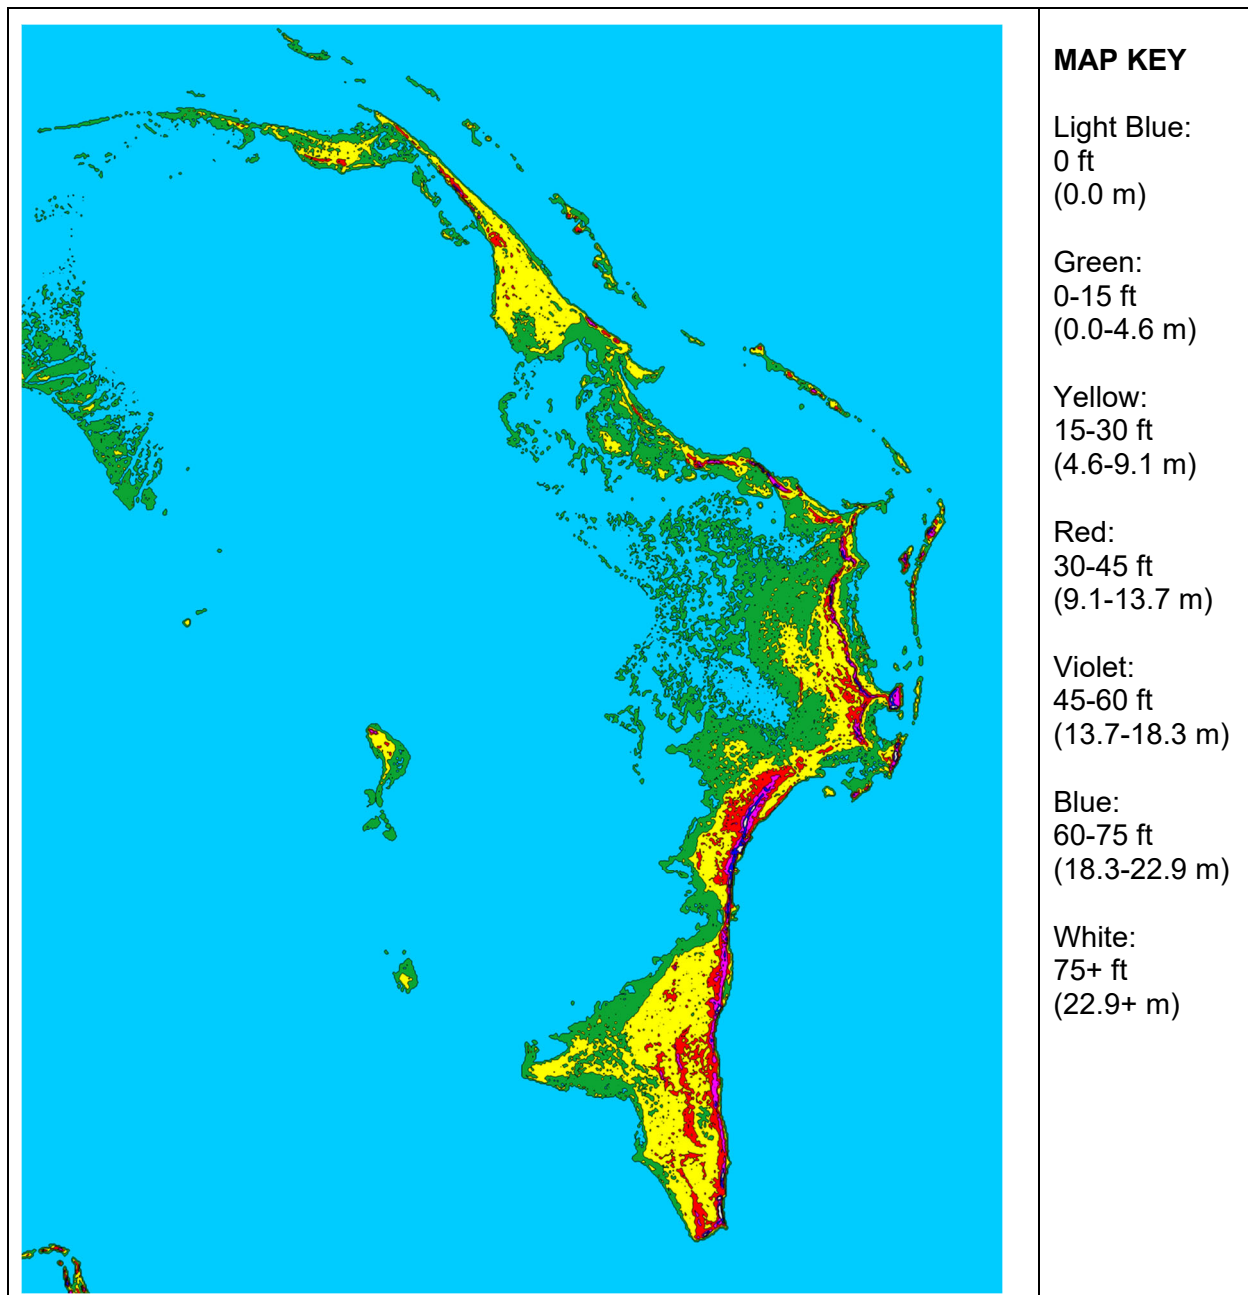 MAP KEY
Light Blue:
0 ft
(0.0 m)
Green:
0-15 ft
(0.0-4.6 m)
Yellow:
15-30 ft
(4.6-9.1 m)
Red:
30-45 ft
(9.1-13.7 m)
Violet:
45-60 ft
(13.7-18.3 m)
Blue:
60-75 ft
(18.3-22.9 m)
White:
75+ ft
(22.9+ m)